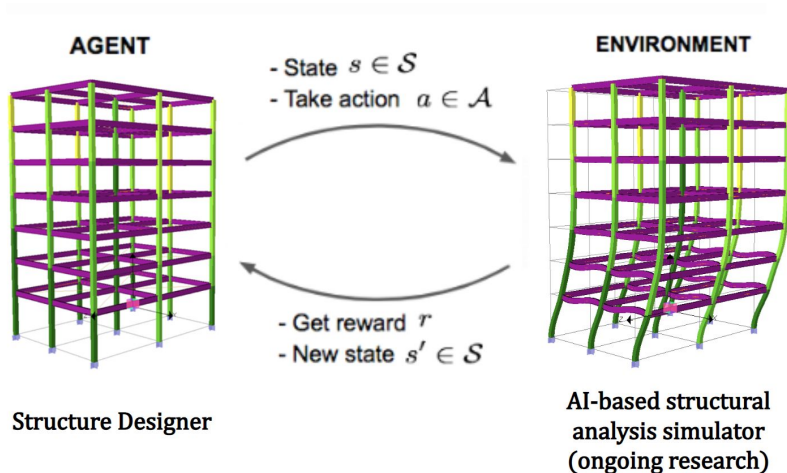 AGENT
ENVIRONMENT
- State s ∈ 𝒮
- Take action a ∈ 𝒜
- Get reward r
- New state s′ ∈ 𝒮
Structure Designer
AI-based structural
analysis simulator
(ongoing research)